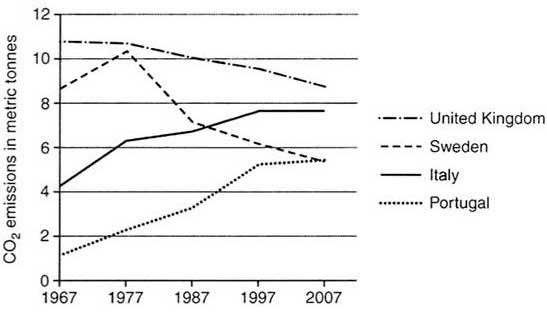 CO₂ emissions in metric tonnes
12
10
8
6
4
2
0
1967 1977 1987 1997 2007
United Kingdom
Sweden
Italy
Portugal